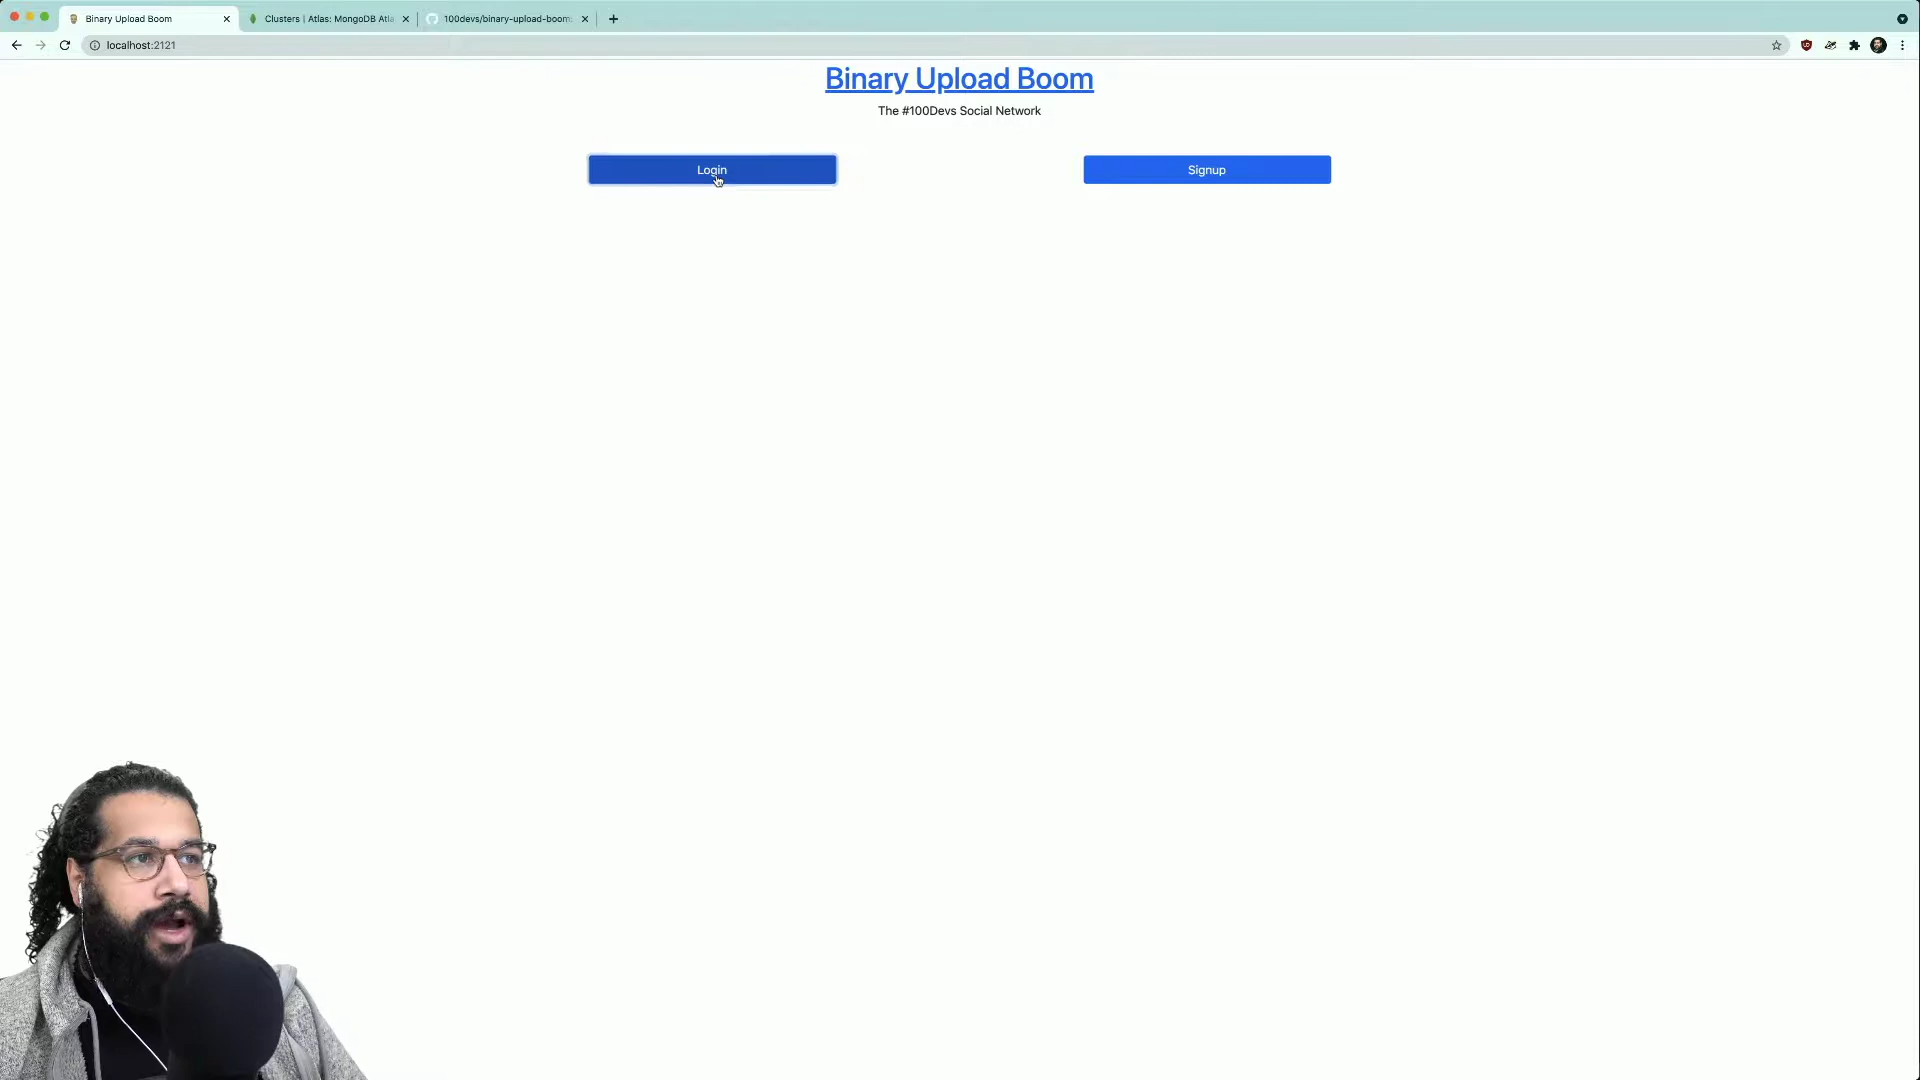 Binary Upload Boom
Clusters | Atlas: MongoDB Atla
100devs/binary-upload-boom:
localhost:2121
Binary Upload Boom
The #100Devs Social Network
Login
Signup